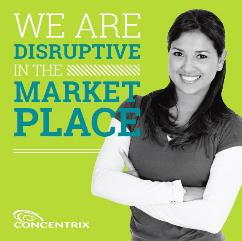 WE ARE
DISRUPTIVE
IN THE
MARKET
PLACE
CONCENTRIX